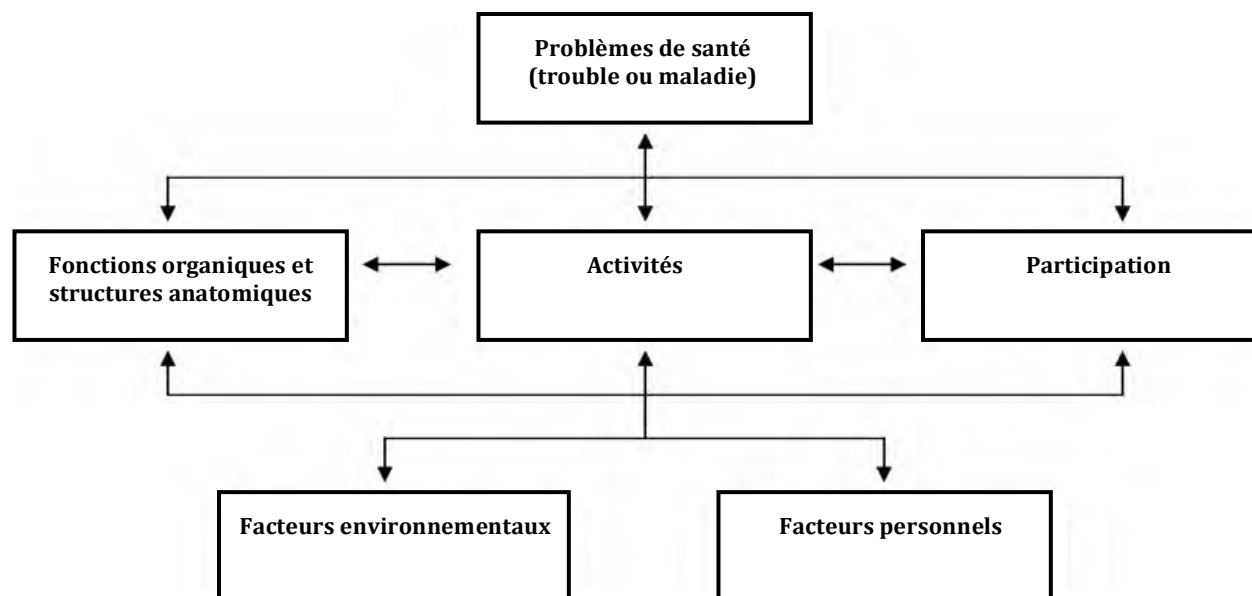 Problèmes de santé
(trouble ou maladie)
Fonctions organiques et
structures anatomiques
Activités
Participation
Facteurs environnementaux
Facteurs personnels